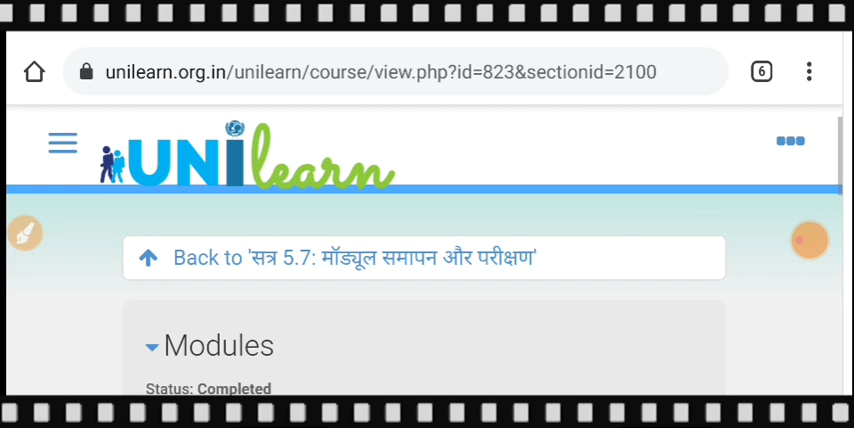 unilearn.org.in/unilearn/course/view.php?id=823&sectionid=2100
6
UNilearn
Back to 'सत्र 5.7: मॉड्यूल समापन और परीक्षण'
Modules
Status: Completed